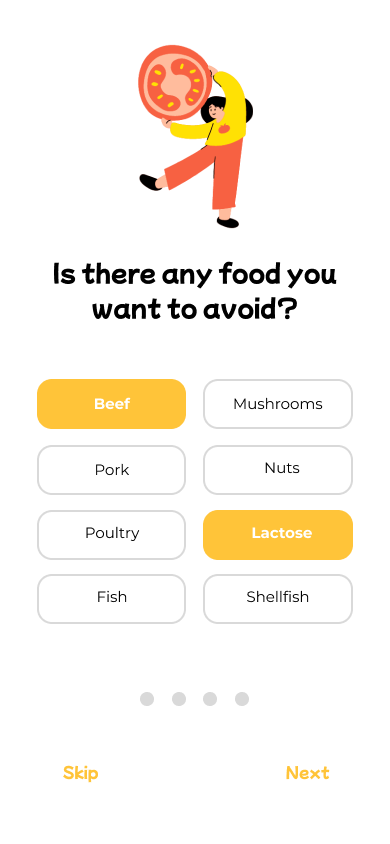 Is there any food you
want to avoid?
Beef
Mushrooms
Pork
Nuts
Poultry
Lactose
Fish
Shellfish
Skip
Next